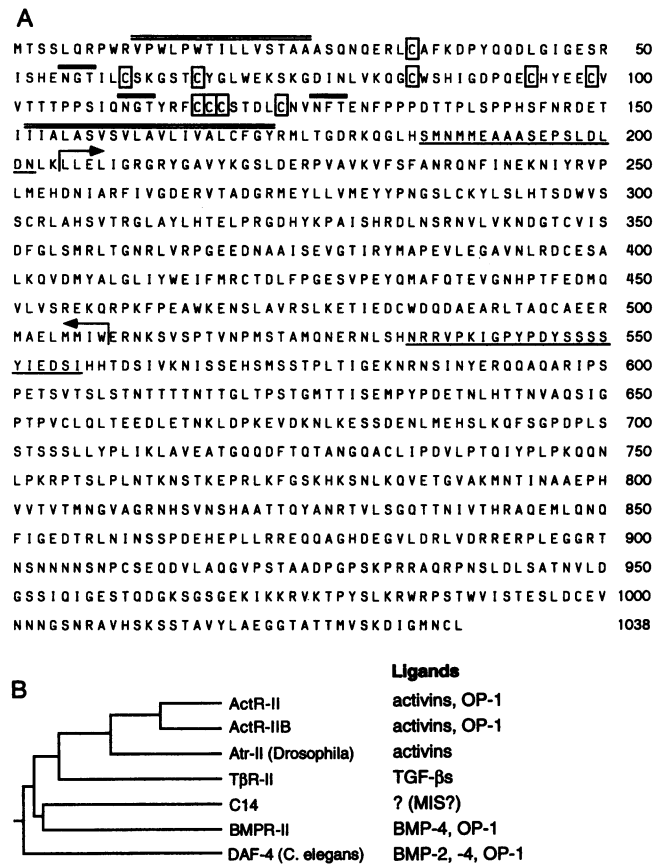 A
MTSSLQRPWRVPWLPWTILLVSTAAASQNQERLCAFKDPYQQDLGIGESR 50
ISHENGTILCSKGSTCYGLWEKSKGDINLVKQGCWSHIGDPQECHYEECV 100
VTTTPPSIQNGTYRFCCCSTDLCNVNFTENFPPPDTTPLSPPHSFNRDET 150
IIIALASVSVLAVLIVALCFGYRMLTGDRKQGLHSMNMMEAAASEPSLDL 200
DNLKLLELIGRGRYGAVYKGSLDERPVAVKVFSFANRQNFINEKNIYRVP 250
LMEHDNIARFIVGDERVTADGRMEYLLVMEYYPNGSLCKYLSLHTSDWVS 300
SCRLAHSVTRGLAYLHTELPRGDHYKPAISHRDLNSRNVLVKNDGTCVIS 350
DFGLSMRLTGNRLVRPGEEDNAAISEVGTIRYMAPEVLEGAVNLRDCESA 400
LKQVDMYALGLIYWEIFMRCTDLFPGESVPEYQMAFQTEVGNHPTFEDMQ 450
VLVSREKQRPKFPEAWKENSLAVRSLKETIEDCWDQDAEARLTAQCAEER 500
MAELMMIWERNKSVSPTVNPMSTAMQNERNLSHNRRVPKIGPYPDYSSSS 550
YIEDSIHHTDSIVKNISSEHSMSSTPLTIGEKNRNSINYERQQAQARIPS 600
PETSVTSLSTNTTTTNTTGLTPSTGMTTISEMPYPDETNLHTTNVAQSIG 650
PTPVCLQLTEEDLETNKLDPKEVDKNLKESSDENLMEHSLKQFSGPDPLS 700
STSSSLLYPLIKLAVEATGQQDFTQTANGQACLIPDVLPTQIYPLPKQQN 750
LPKRPTSLPLNTKNSTKEPRLKFGSKHKSNLKQVETGVAKMNTINAAEPH 800
VVTVTMNGVAGRNHSVNSHAATTQYANRTVLSGQTTNIVTHRAQEMLQNQ 850
FIGEDTRLNINSSPDEHEPLLRREQQAGHDEGVLDRLVDRRERPLEGGRT 900
NSNNNNSNPCSEQDVLAQGVPSTAADPGPSKPRRAQRPNSLDLSATNVLD 950
GSSIQIGESTQDGKSGSGEKIKKRVKTPYSLKRWRPSTWVISTESLDCEV 1000
NNNGSNRAVHSKSSTAVYLAEGGTATTMVSKDIGMNCL 1038
B
Ligands
ActR-II activins, OP-1
ActR-IIB activins, OP-1
Atr-II (Drosophila) activins
TβR-II TGF-βs
C14 ? (MIS?)
BMPR-II BMP-4, OP-1
DAF-4 (C. elegans) BMP-2, -4, OP-1